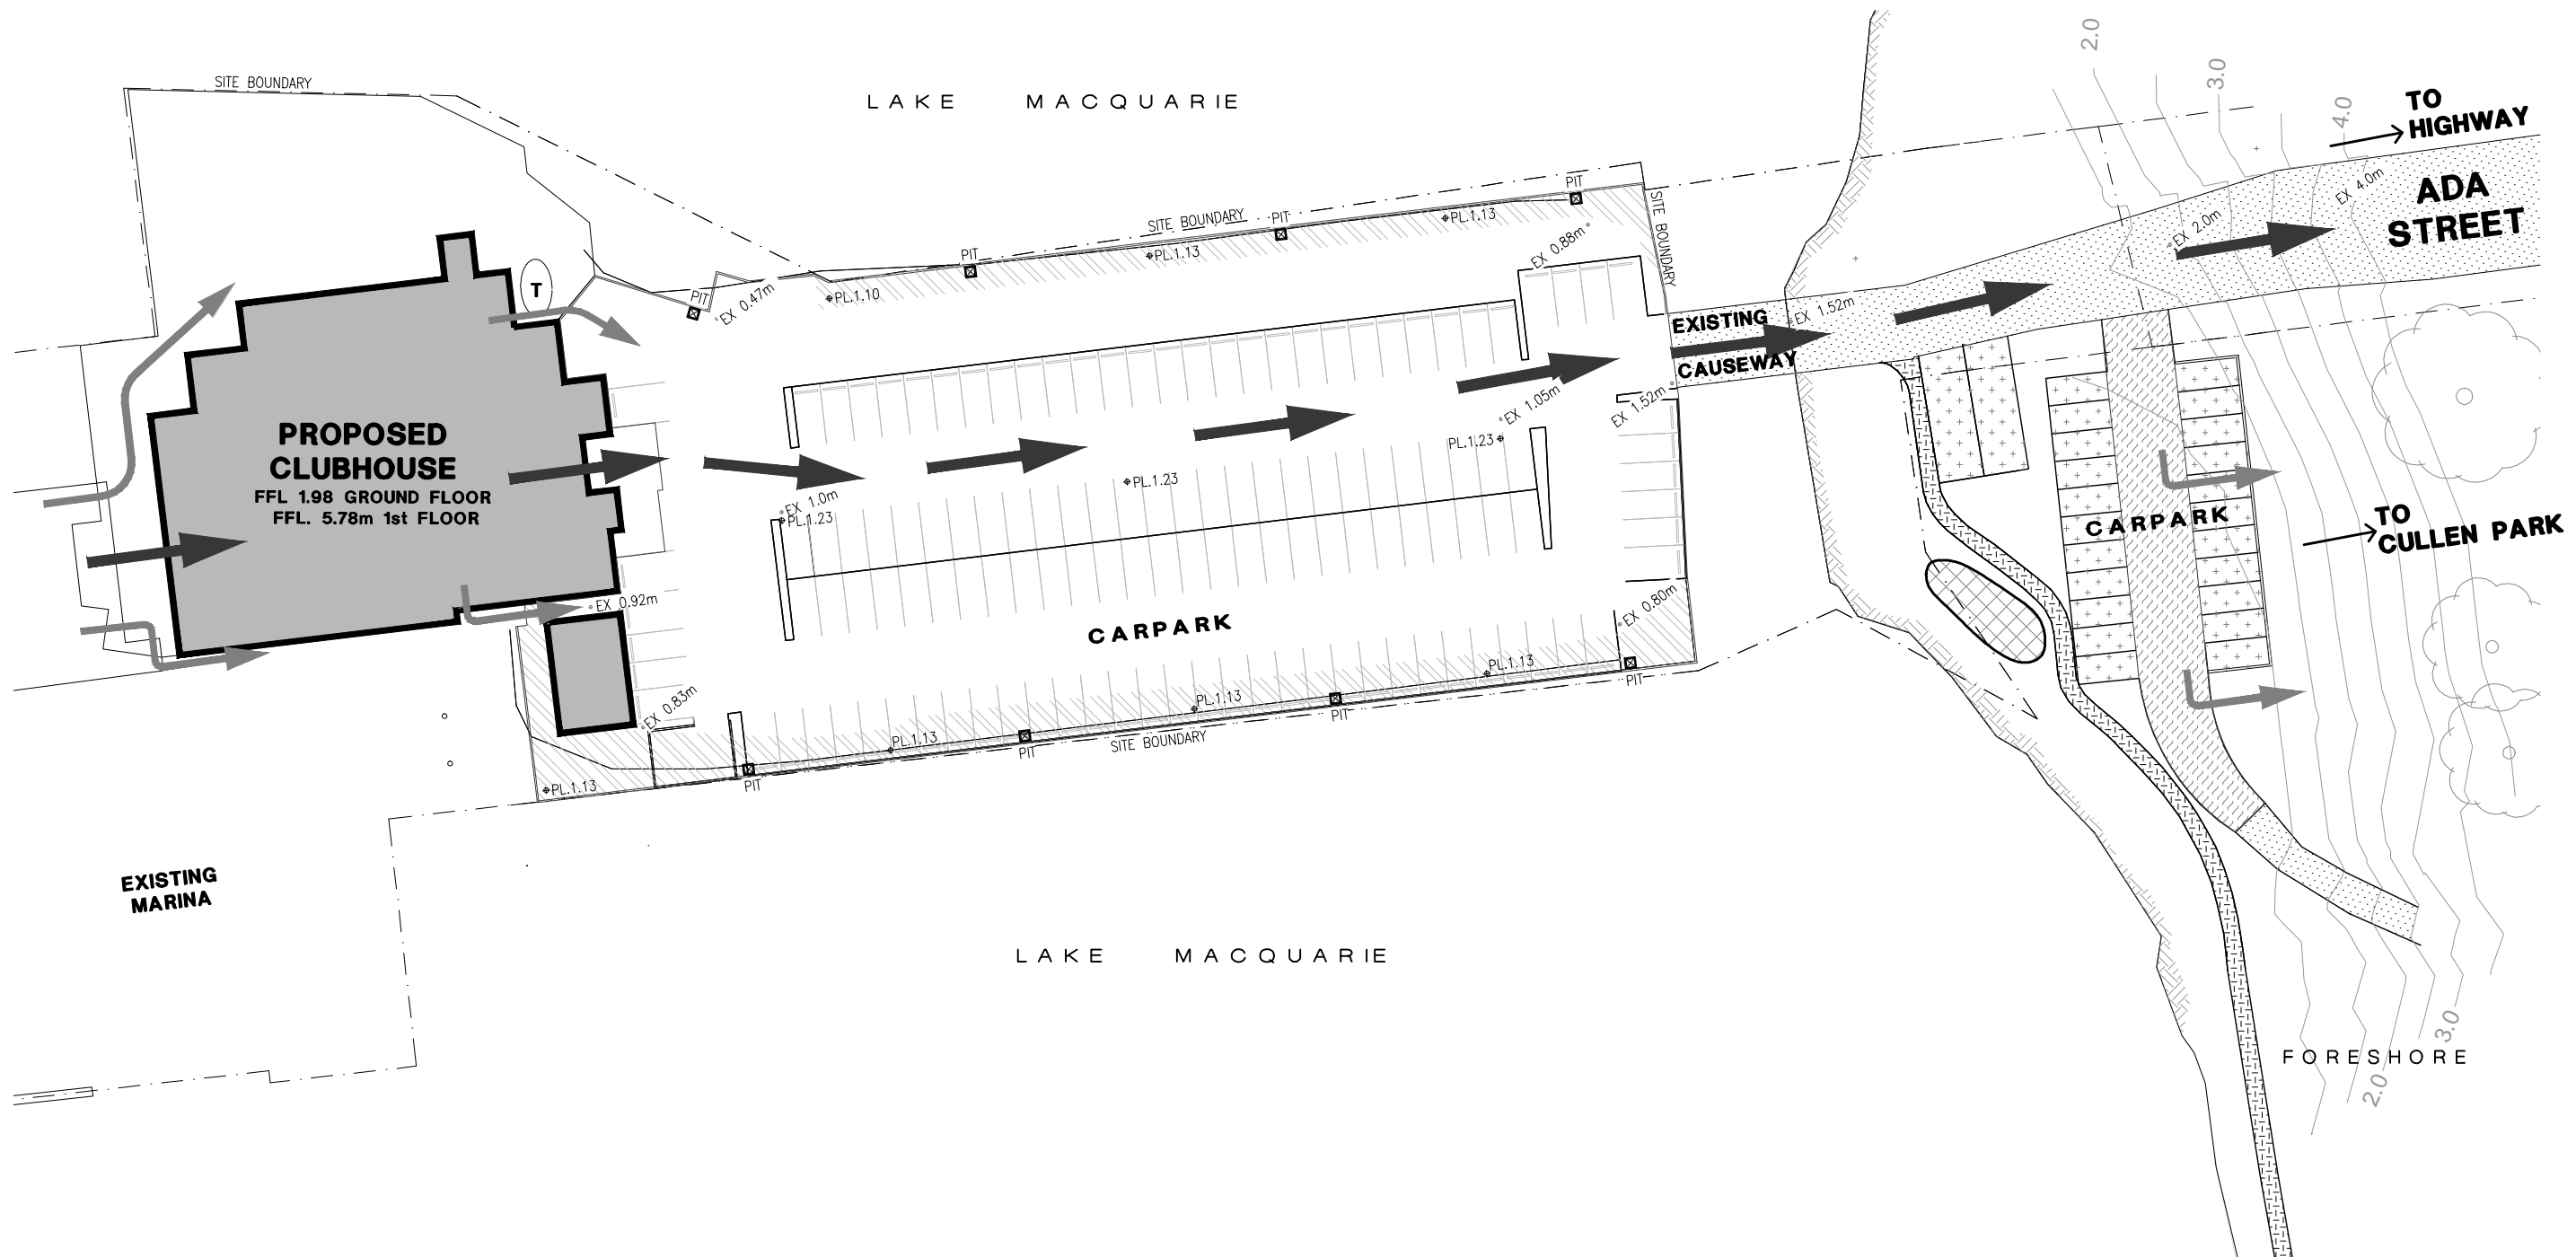 SITE BOUNDARY
LAKE MACQUARIE
2.0
3.0
4.0
TO
HIGHWAY
ADA
STREET
EX 4.0m
EX 2.0m
PIT
SITE BOUNDARY
PIT
PL.1.13
SITE BOUNDARY
EX 0.88m
PIT
PL.1.13
T
PIT
EX 0.47m
PL.1.10
EXISTING
CAUSEWAY
EX 1.52m
EX 1.52m
EX 1.05m
PL.1.23
PROPOSED
CLUBHOUSE
FFL 1.98 GROUND FLOOR
FFL. 5.78m 1st FLOOR
PL.1.23
EX 1.0m
PL.1.23
CARPARK
TO
CULLEN PARK
EX 0.92m
EX 0.80m
CARPARK
PL.1.13
PIT
EX 0.83m
PL.1.13
PIT
PL.1.13
SITE BOUNDARY
PIT
PL.1.13
PIT
EXISTING
MARINA
LAKE MACQUARIE
3.0
FORESHORE
2.0